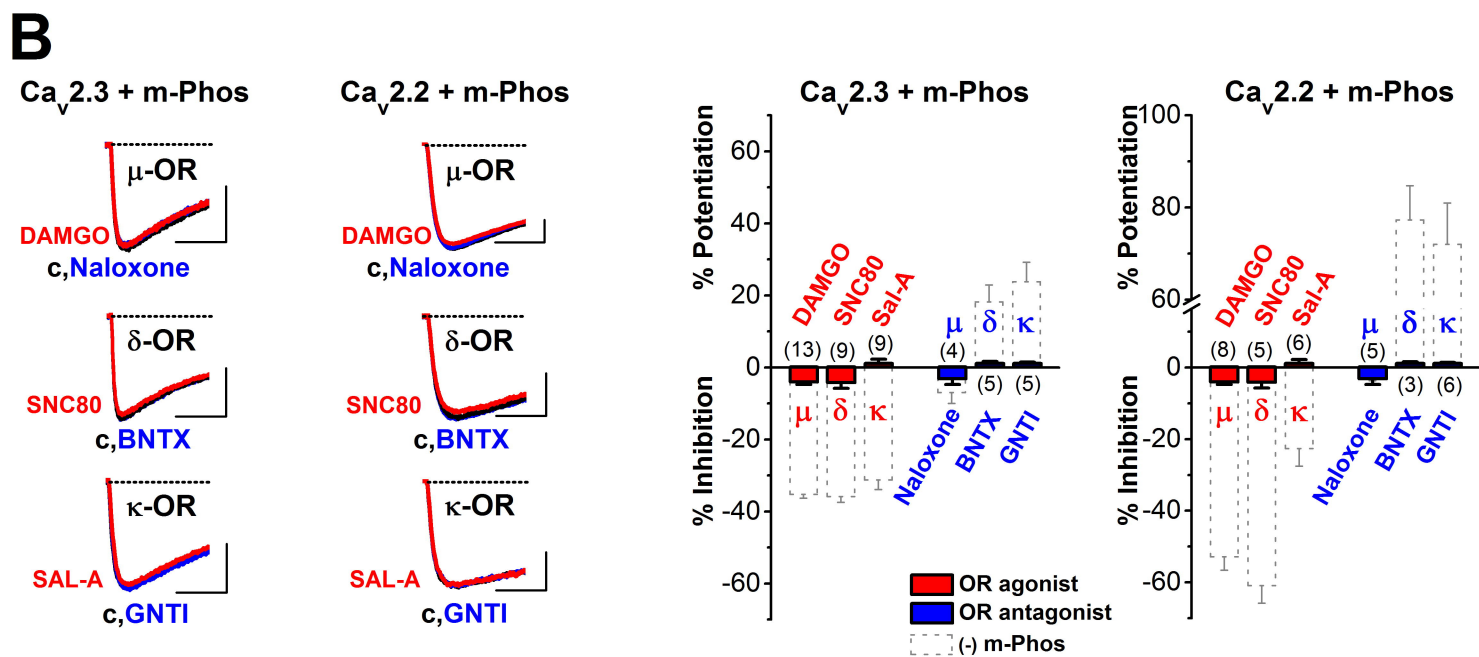 B
Cav2.3 + m-Phos
μ-OR
DAMGO
c,Naloxone
δ-OR
SNC80
c,BNTX
κ-OR
SAL-A
c,GNTI
Cav2.2 + m-Phos
μ-OR
DAMGO
c,Naloxone
δ-OR
SNC80
c,BNTX
κ-OR
SAL-A
c,GNTI
Cav2.3 + m-Phos
% Potentiation
% Inhibition
60
40
20
0
-20
-40
-60
DAMGO
SNC80
Sal-A
(13) (9) (9)
μ δ κ
μ δ κ
(4) (5) (5)
Naloxone
BNTX
GNTI
OR agonist
OR antagonist
(-) m-Phos
Cav2.2 + m-Phos
% Potentiation
% Inhibition
100
80
60
0
-20
-40
-60
DAMGO
SNC80
Sal-A
(8) (5) (6)
μ δ κ
μ δ κ
(5) (3) (6)
Naloxone
BNTX
GNTI